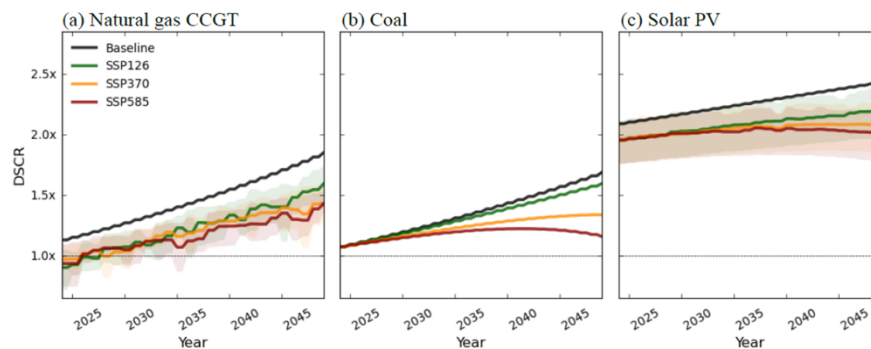 (a) Natural gas CCGT
(b) Coal
(c) Solar PV
Baseline
SSP126
SSP370
SSP585
2.5x
2.0x
1.5x
1.0x
DSCR
2025 2030 2035 2040 2045
2025 2030 2035 2040 2045
2025 2030 2035 2040 2045
Year
Year
Year